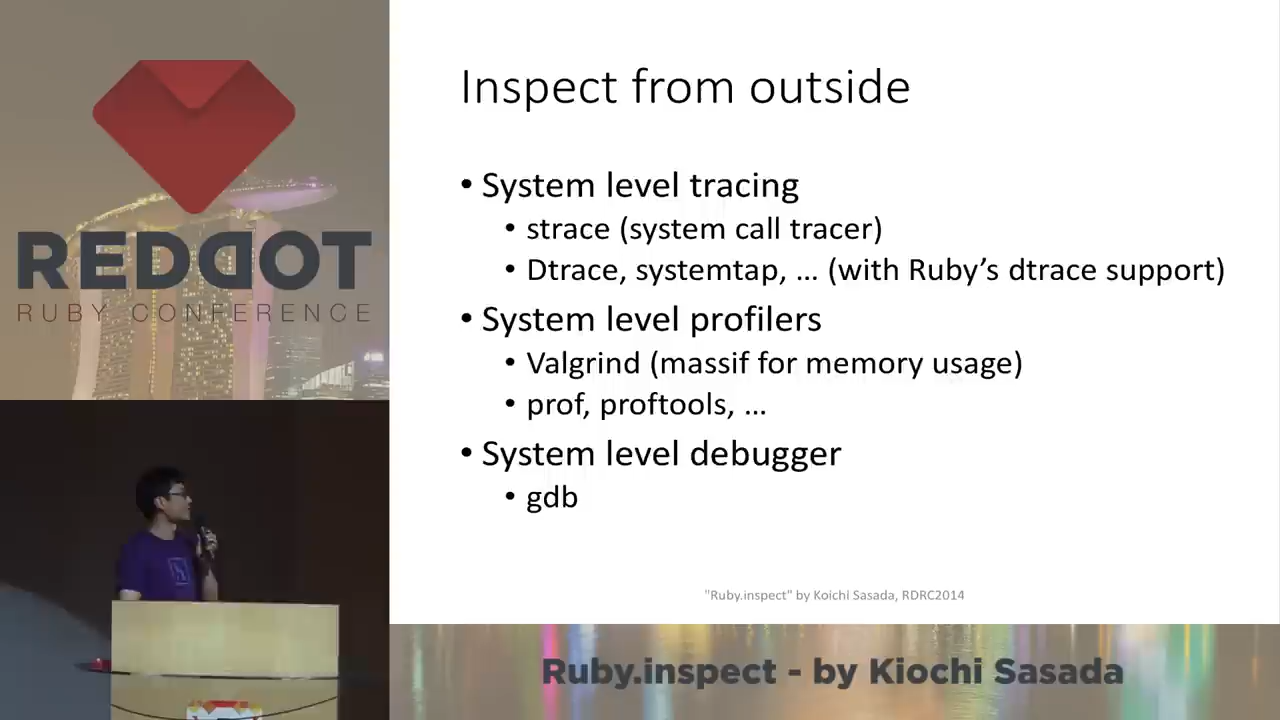 REDDOT
RUBY CONFERENCE
Inspect from outside
• System level tracing
• strace (system call tracer)
• Dtrace, systemtap, … (with Ruby’s dtrace support)
• System level profilers
• Valgrind (massif for memory usage)
• prof, proftools, …
• System level debugger
• gdb
"Ruby.inspect" by Koichi Sasada, RDRC2014
Ruby.inspect - by Kiochi Sasada